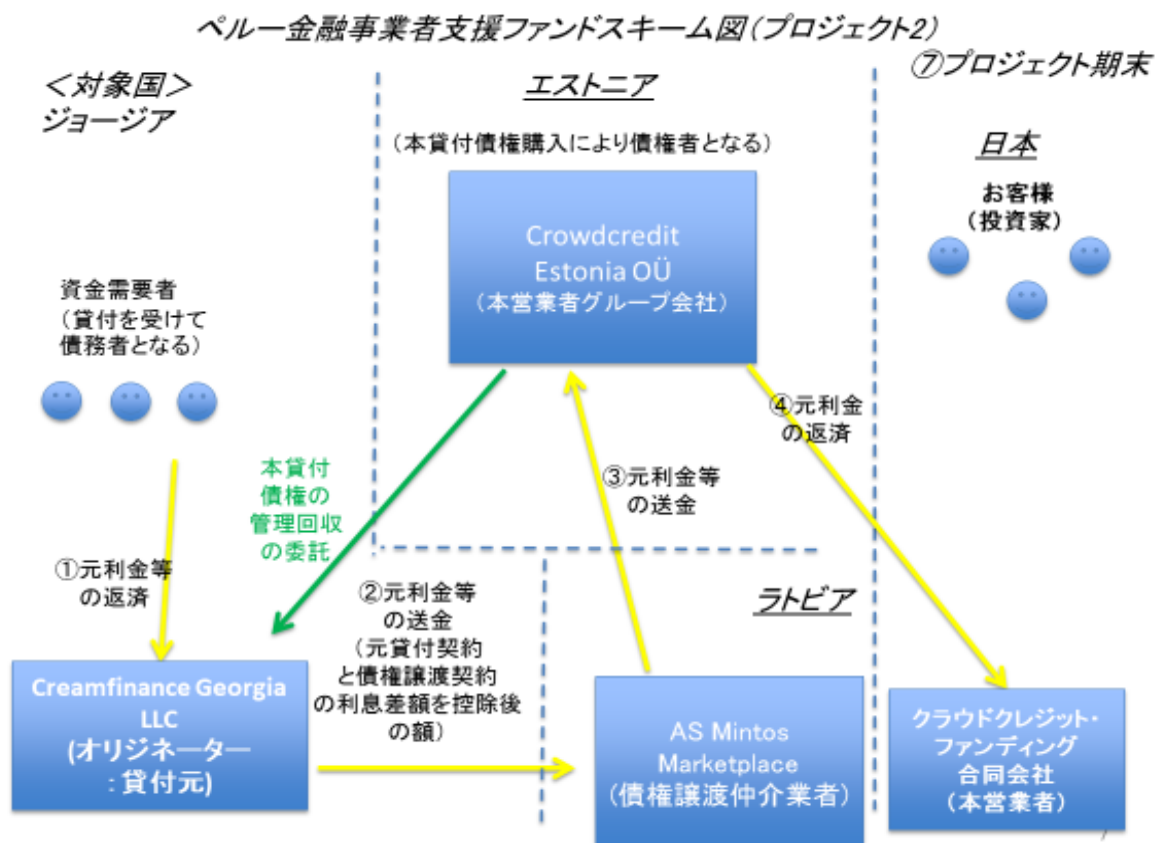 ペルー金融事業者支援ファンドスキーム図(プロジェクト2)
⑦プロジェクト期末
<対象国>
ジョージア
エストニア
(本貸付債権購入により債権者となる)
日本
お客様
(投資家)
Crowdcredit
Estonia OÜ
(本営業者グループ会社)
資金需要者
(貸付を受けて
債務者となる)
④元利金
の返済
本貸付
債権の
管理回収
の委託
③元利金等
の送金
①元利金等
の返済
②元利金等
の送金
(元貸付契約
と債権譲渡契約
の利息差額を控除後
の額)
ラトビア
Creamfinance Georgia
LLC
(オリジネーター
:貸付元)
AS Mintos
Marketplace
(債権譲渡仲介業者)
クラウドクレジット・
ファンディング
合同会社
(本営業者)